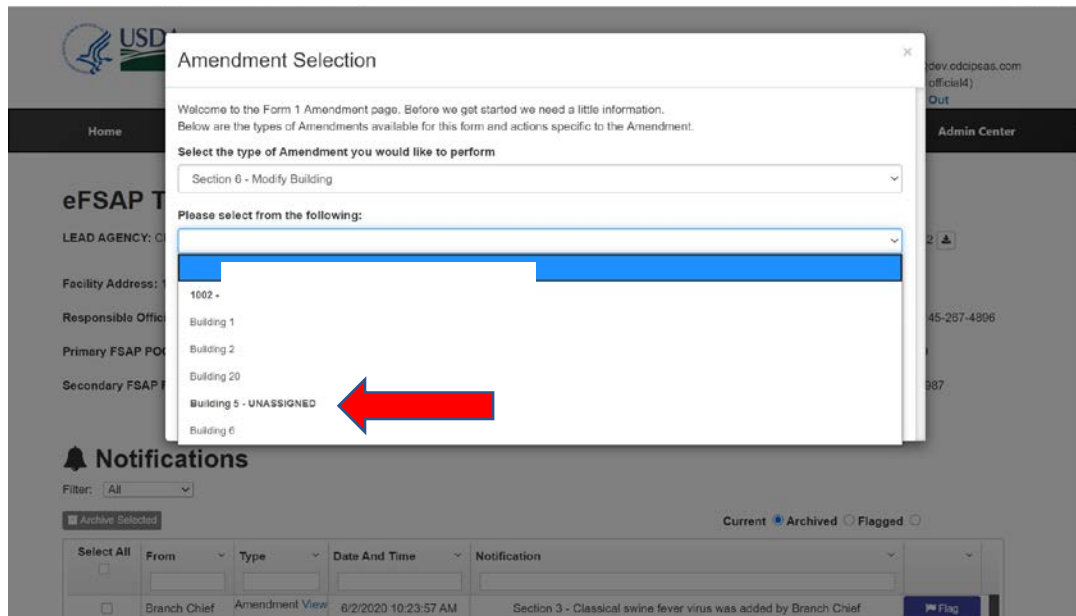 USD
Amendment Selection
×
dev.cdcipsas.com
official4)
Out
Welcome to the Form 1 Amendment page. Before we get started we need a little information.
Below are the types of Amendments available for this form and actions specific to the Amendment.
Home
Admin Center
Select the type of Amendment you would like to perform
Section 6 - Modify Building
eFSAP T
Please select from the following:
LEAD AGENCY: C
2
Facility Address: 1
1002 -
Responsible Offici
45-267-4896
Building 1
Primary FSAP PO
Building 2
Building 20
Secondary FSAP
987
Building 5 - UNASSIGNED
Building 6
Notifications
Filter: All
Archive Selected
Current Archived Flagged
Select All From Type Date And Time Notification
Branch Chief Amendment View 6/2/2020 10:23:57 AM Section 3 - Classical swine fever virus was added by Branch Chief Flag